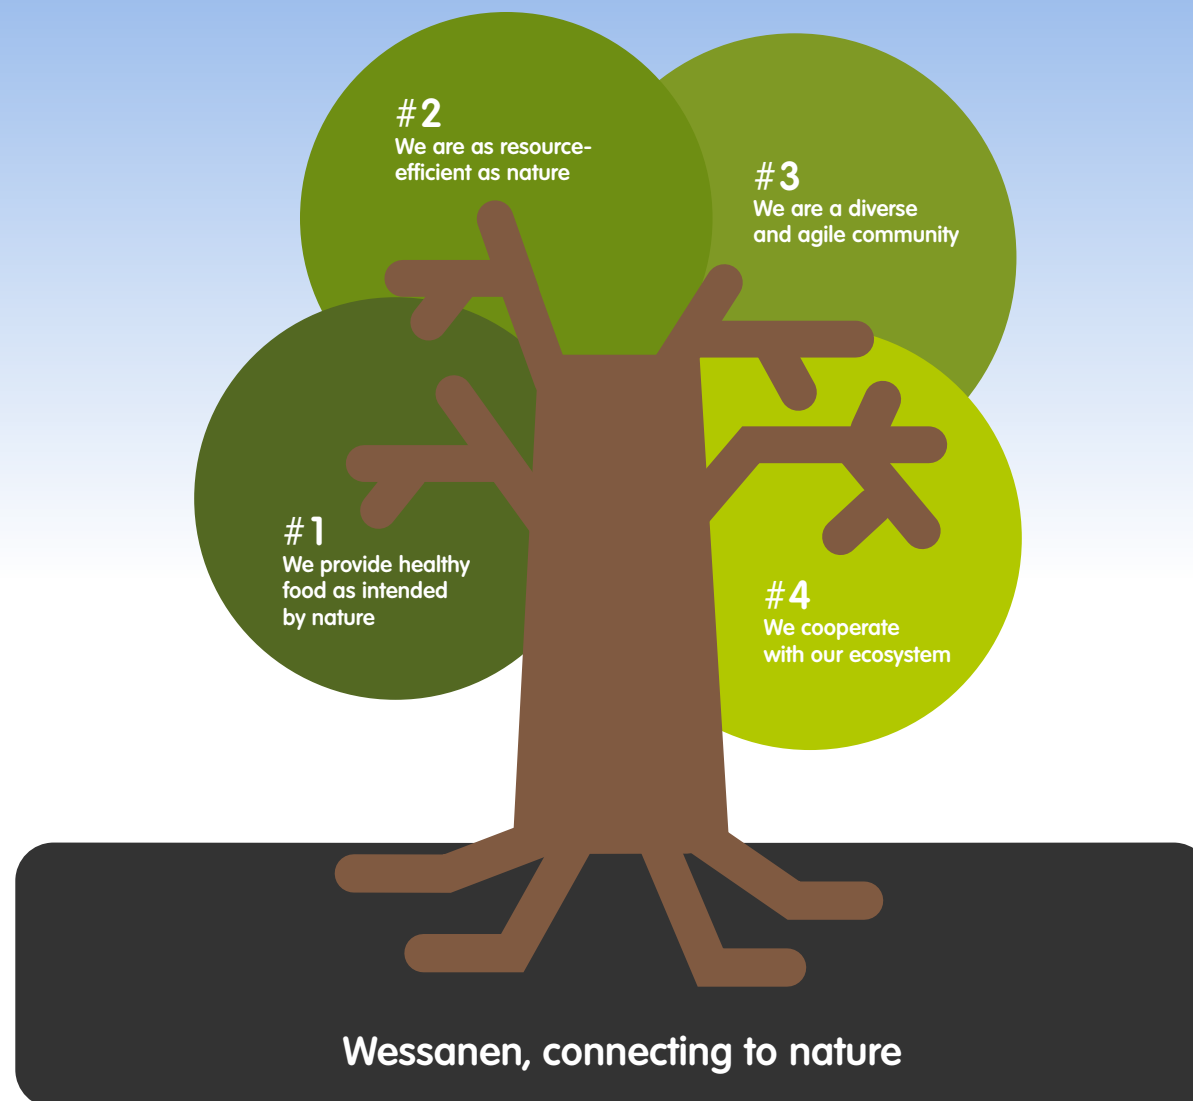 #1
We provide healthy
food as intended
by nature
#2
We are as resource-
efficient as nature
#3
We are a diverse
and agile community
#4
We cooperate
with our ecosystem
Wessanen, connecting to nature